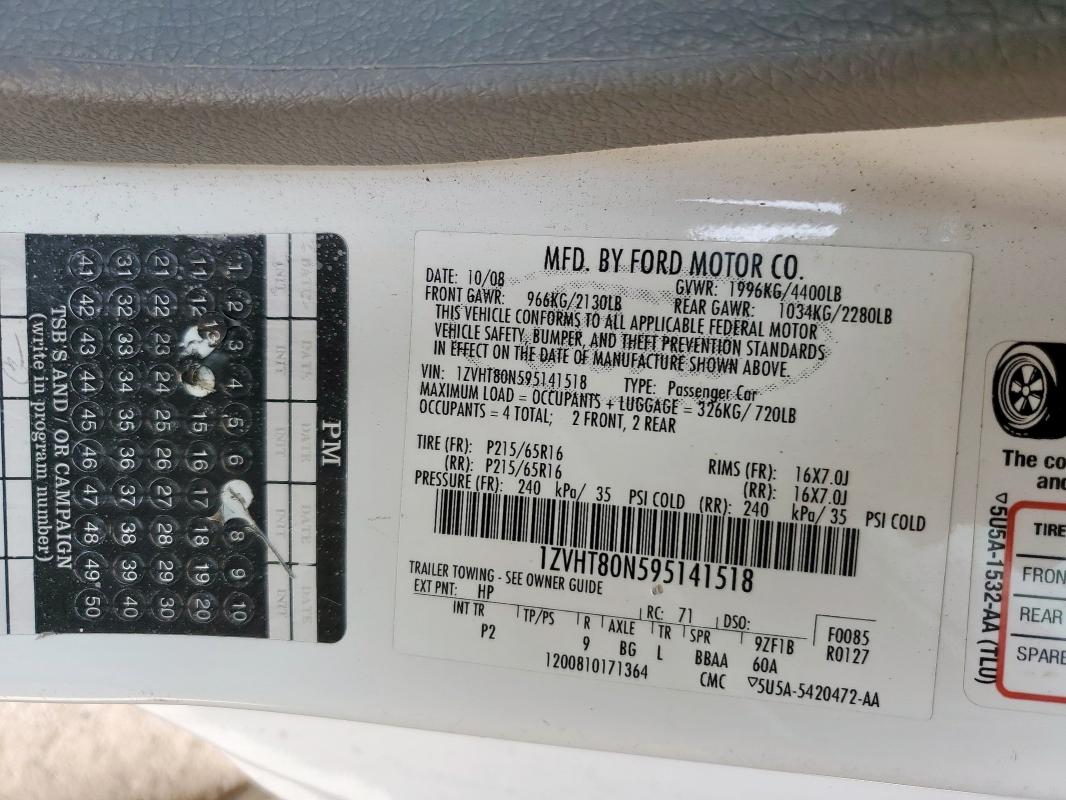 MFD. BY FORD MOTOR CO.
DATE: 10/08 GVWR: 1996KG/4400LB
FRONT GAWR: 966KG/2130LB REAR GAWR: 1034KG/2280LB
THIS VEHICLE CONFORMS TO ALL APPLICABLE FEDERAL MOTOR
VEHICLE SAFETY, BUMPER, AND THEFT PREVENTION STANDARDS
IN EFFECT ON THE DATE OF MANUFACTURE SHOWN ABOVE.
VIN: 1ZVHT80N595141518 TYPE: Passenger Car
MAXIMUM LOAD = OCCUPANTS + LUGGAGE = 326KG/ 720LB
OCCUPANTS = 4 TOTAL; 2 FRONT, 2 REAR
TIRE (FR): P215/65R16 RIMS (FR): 16X7.0J
(RR): P215/65R16 (RR): 16X7.0J
PRESSURE (FR): 240 kPa/ 35 PSI COLD (RR): 240 kPa/ 35 PSI COLD
1ZVHT80N595141518
TRAILER TOWING - SEE OWNER GUIDE
EXT PNT: HP RC: 71 DSO:
INT TR TP/PS R AXLE TR SPR 9ZF1B F0085
P2 9 BG L BBAA 60A R0127
1200810171364 CMC ▽5U5A-5420472-AA
PM
DATE DATE DATE DATE
INIT INIT INIT INIT
1 2 3 4 5 6 8 9 10
11 12 15 16 17 18 19 20
21 22 23 24 25 26 27 28 29 30
31 32 33 34 35 36 37 38 39 40
41 42 43 44 45 46 47 48 49 50
TSB'S AND / OR CAMPAIGN
(write in program number)
The co
and
TIRE
FRON
REAR
SPARE
▽5U5A-1532-AA (TL0)